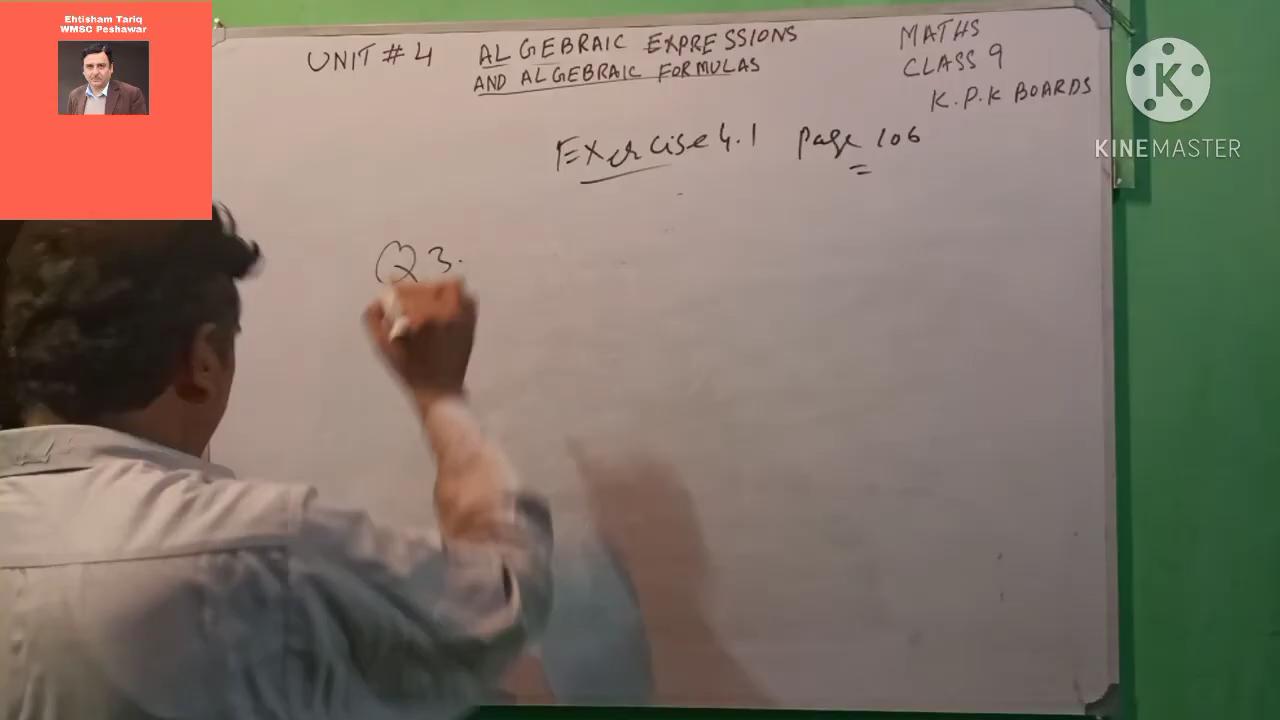 Ehtisham Tariq
WMSC Peshawar
UNIT # 4 ALGEBRAIC EXPRESSIONS
AND ALGEBRAIC FORMULAS
MATHS
CLASS 9
K.P.K BOARDS
Exercise 4.1 page 106
Q3.
K
KINEMASTER